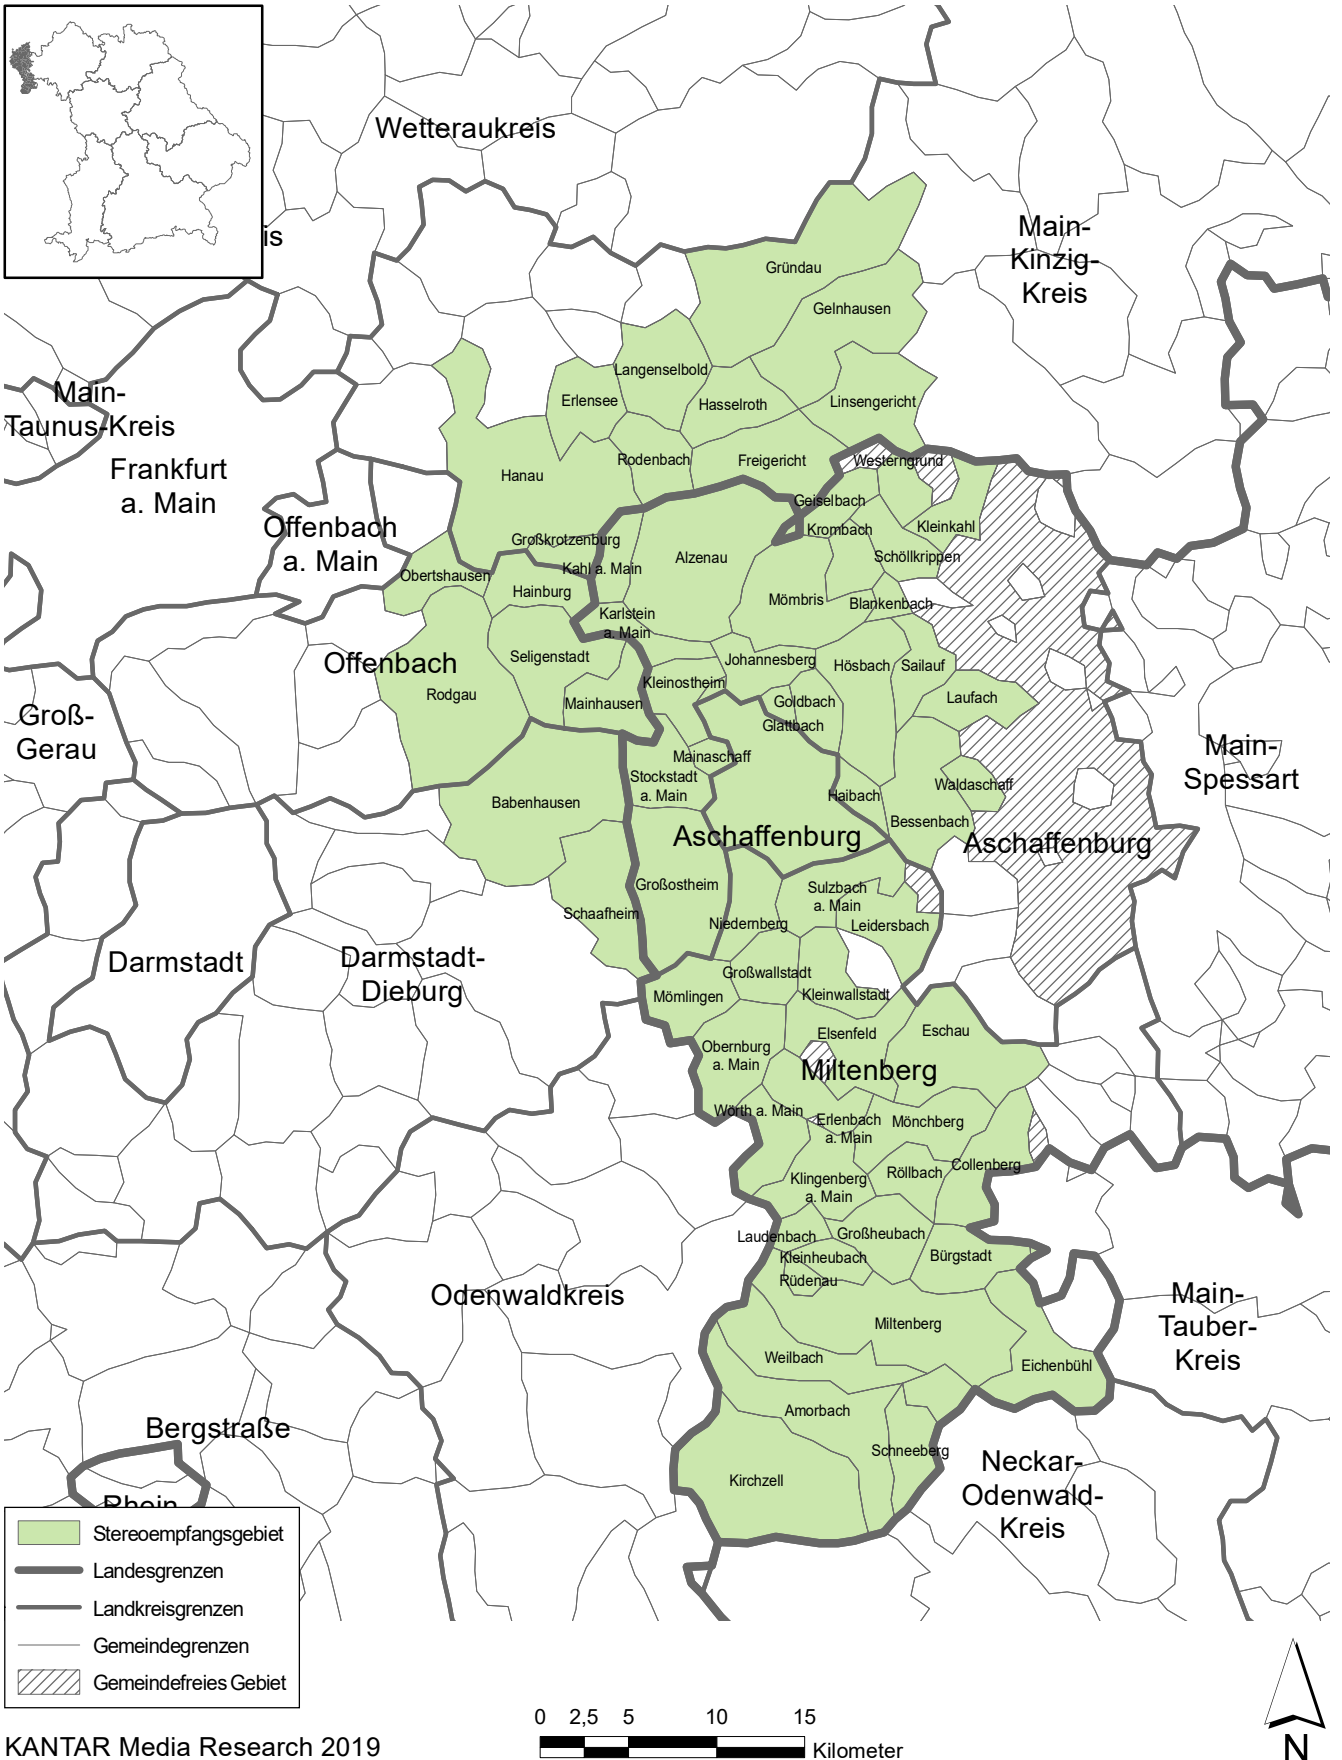 Wetteraukreis
is
Main-
Kinzig-
Kreis
Gründau
Gelnhausen
Langenselbold
Erlensee
Hasselroth
Linsengericht
Main-
Taunus-Kreis
Frankfurt
a. Main
Hanau
Rodenbach
Freigericht
Westerngrund
Geiselbach
Krombach
Kleinkahl
Offenbach
a. Main
Großkrotzenburg
Kahl a. Main
Alzenau
Schöllkrippen
Obertshausen
Hainburg
Mömbris
Blankenbach
Karlstein
a. Main
Offenbach
Seligenstadt
Rodgau
Mainhausen
Kleinostheim
Johannesberg
Hösbach
Sailauf
Laufach
Goldbach
Glattbach
Groß-
Gerau
Mainaschaff
Stockstadt
a. Main
Babenhausen
Haibach
Waldaschaff
Bessenbach
Main-
Spessart
Aschaffenburg
Aschaffenburg
Großostheim
Sulzbach
a. Main
Schaafheim
Niedernberg
Leidersbach
Darmstadt
Darmstadt-
Dieburg
Großwallstadt
Mömlingen
Kleinwallstadt
Obernburg
a. Main
Elsenfeld
Eschau
Miltenberg
Wörth a. Main
Erlenbach
a. Main
Mönchberg
Klingenberg
a. Main
Röllbach
Collenberg
Laudenbach
Großheubach
Kleinheubach
Bürgstadt
Rüdenau
Odenwaldkreis
Miltenberg
Main-
Tauber-
Kreis
Weilbach
Eichenbühl
Bergstraße
Amorbach
Schneeberg
Kirchzell
Neckar-
Odenwald-
Kreis
Rhein
Stereoempfangsgebiet
Landesgrenzen
Landkreisgrenzen
Gemeindegrenzen
Gemeindefreies Gebiet
KANTAR Media Research 2019
0 2,5 5 10 15
Kilometer
N